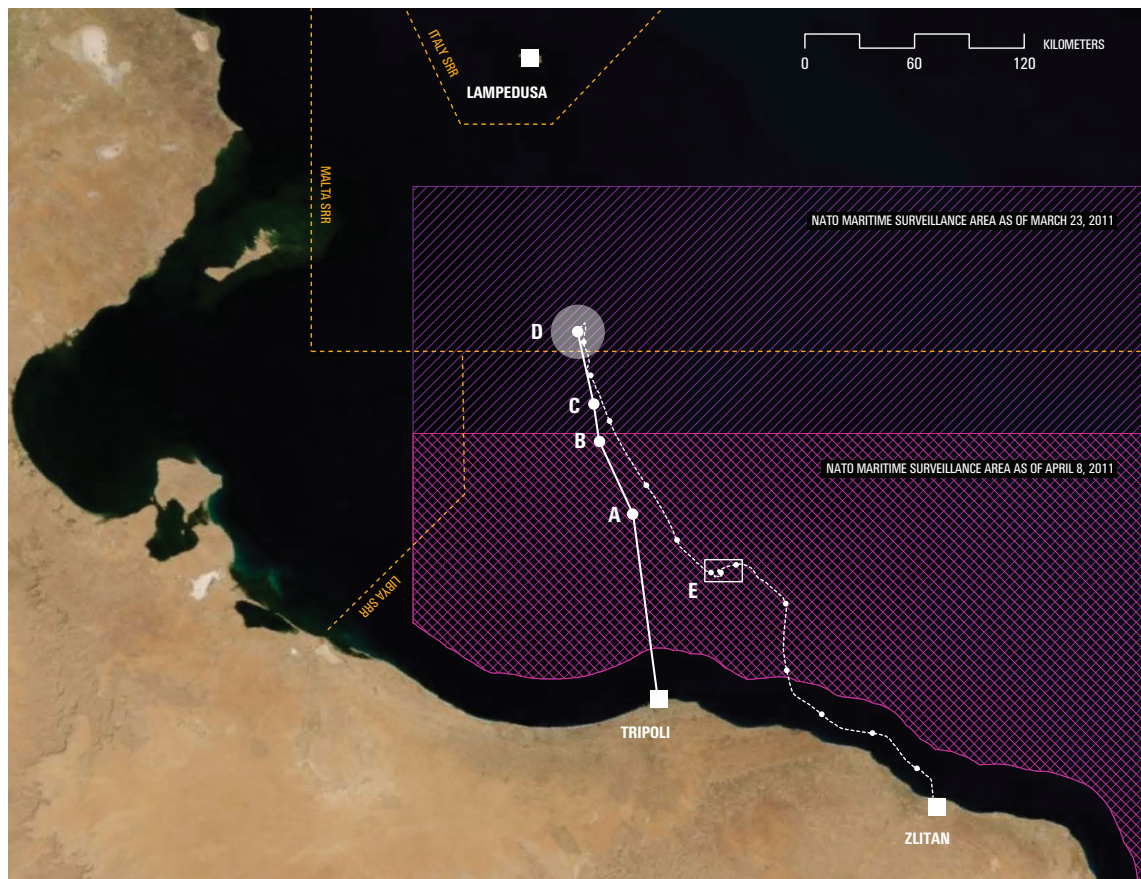 ITALY SRR
LAMPEDUSA
KILOMETERS
0 60 120
MALTA SRR
NATO MARITIME SURVEILLANCE AREA AS OF MARCH 23, 2011
D
C
B
NATO MARITIME SURVEILLANCE AREA AS OF APRIL 8, 2011
A
E
LIBYA SRR
TRIPOLI
ZLITAN